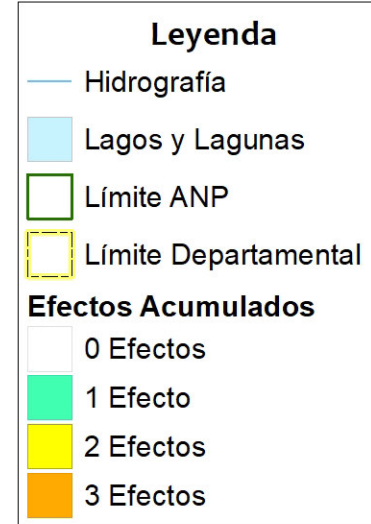 Leyenda
Hidrografía
Lagos y Lagunas
Límite ANP
Límite Departamental
Efectos Acumulados
0 Efectos
1 Efecto
2 Efectos
3 Efectos